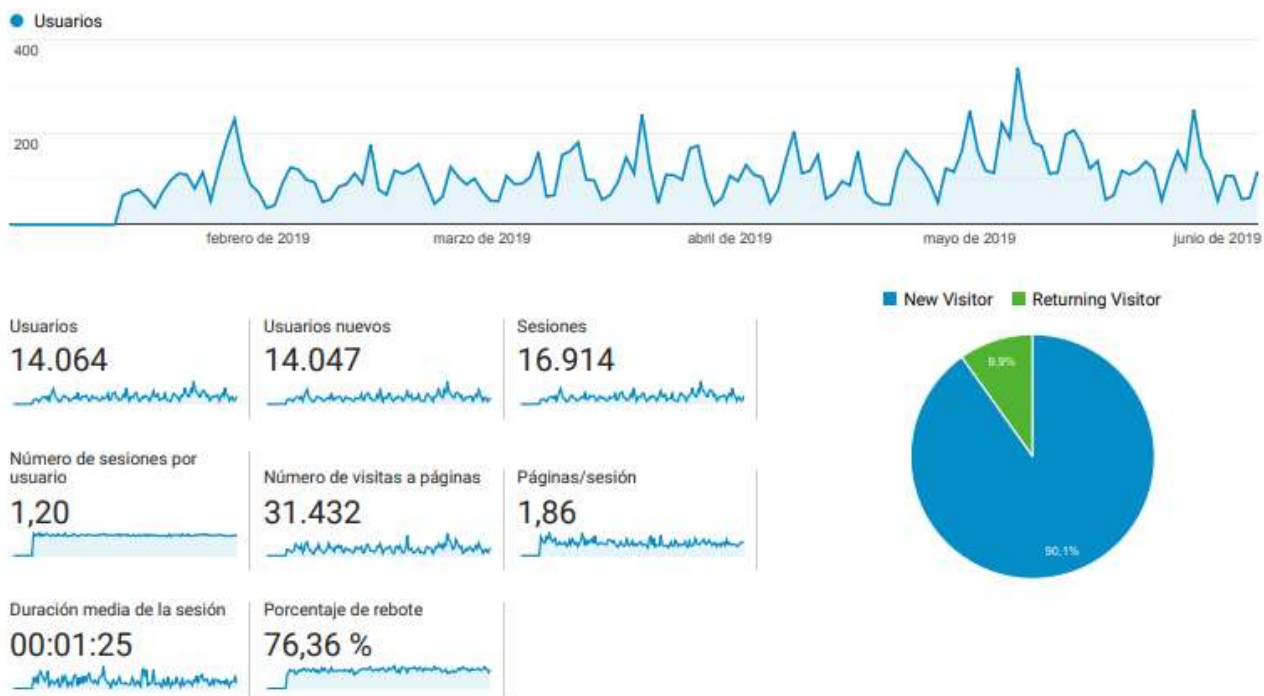 Usuarios
400
200
febrero de 2019
marzo de 2019
abril de 2019
mayo de 2019
junio de 2019
New Visitor
Returning Visitor
Usuarios
14.064
Usuarios nuevos
14.047
Sesiones
16.914
Número de sesiones por
usuario
1,20
Número de visitas a páginas
31.432
Páginas/sesión
1,86
Duración media de la sesión
00:01:25
Porcentaje de rebote
76,36 %
9,9%
90,1%